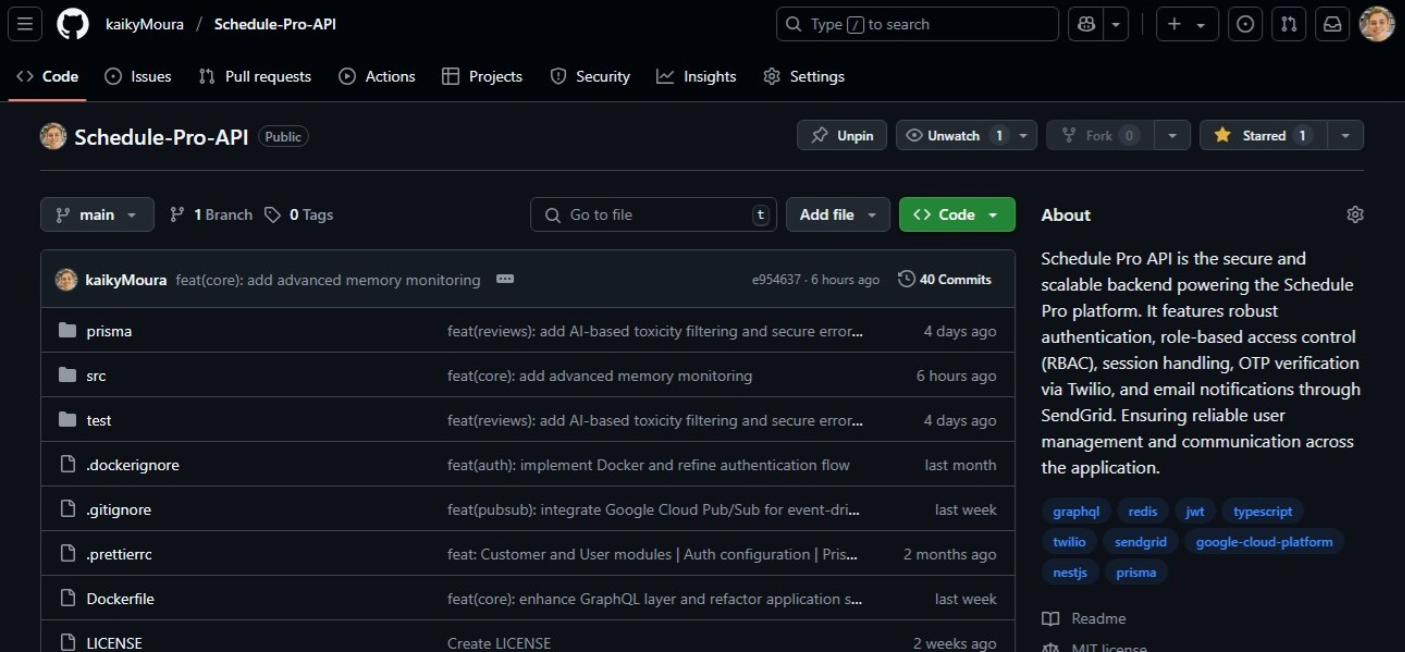 kaikyMoura / Schedule-Pro-API
Type / to search
Code Issues Pull requests Actions Projects Security Insights Settings
Schedule-Pro-API Public
Unpin Unwatch 1 Fork 0 Starred 1
main 1 Branch 0 Tags
Go to file t Add file Code
kaikyMoura feat(core): add advanced memory monitoring e954637 · 6 hours ago 40 Commits
prisma feat(reviews): add AI-based toxicity filtering and secure error... 4 days ago
src feat(core): add advanced memory monitoring 6 hours ago
test feat(reviews): add AI-based toxicity filtering and secure error... 4 days ago
.dockerignore feat(auth): implement Docker and refine authentication flow last month
.gitignore feat(pubsub): integrate Google Cloud Pub/Sub for event-dri... last week
.prettierrc feat: Customer and User modules | Auth configuration | Pris... 2 months ago
Dockerfile feat(core): enhance GraphQL layer and refactor application s... last week
LICENSE Create LICENSE 2 weeks ago
About
Schedule Pro API is the secure and
scalable backend powering the Schedule
Pro platform. It features robust
authentication, role-based access control
(RBAC), session handling, OTP verification
via Twilio, and email notifications through
SendGrid. Ensuring reliable user
management and communication across
the application.
graphql redis jwt typescript
twilio sendgrid google-cloud-platform
nestjs prisma
Readme
MIT license